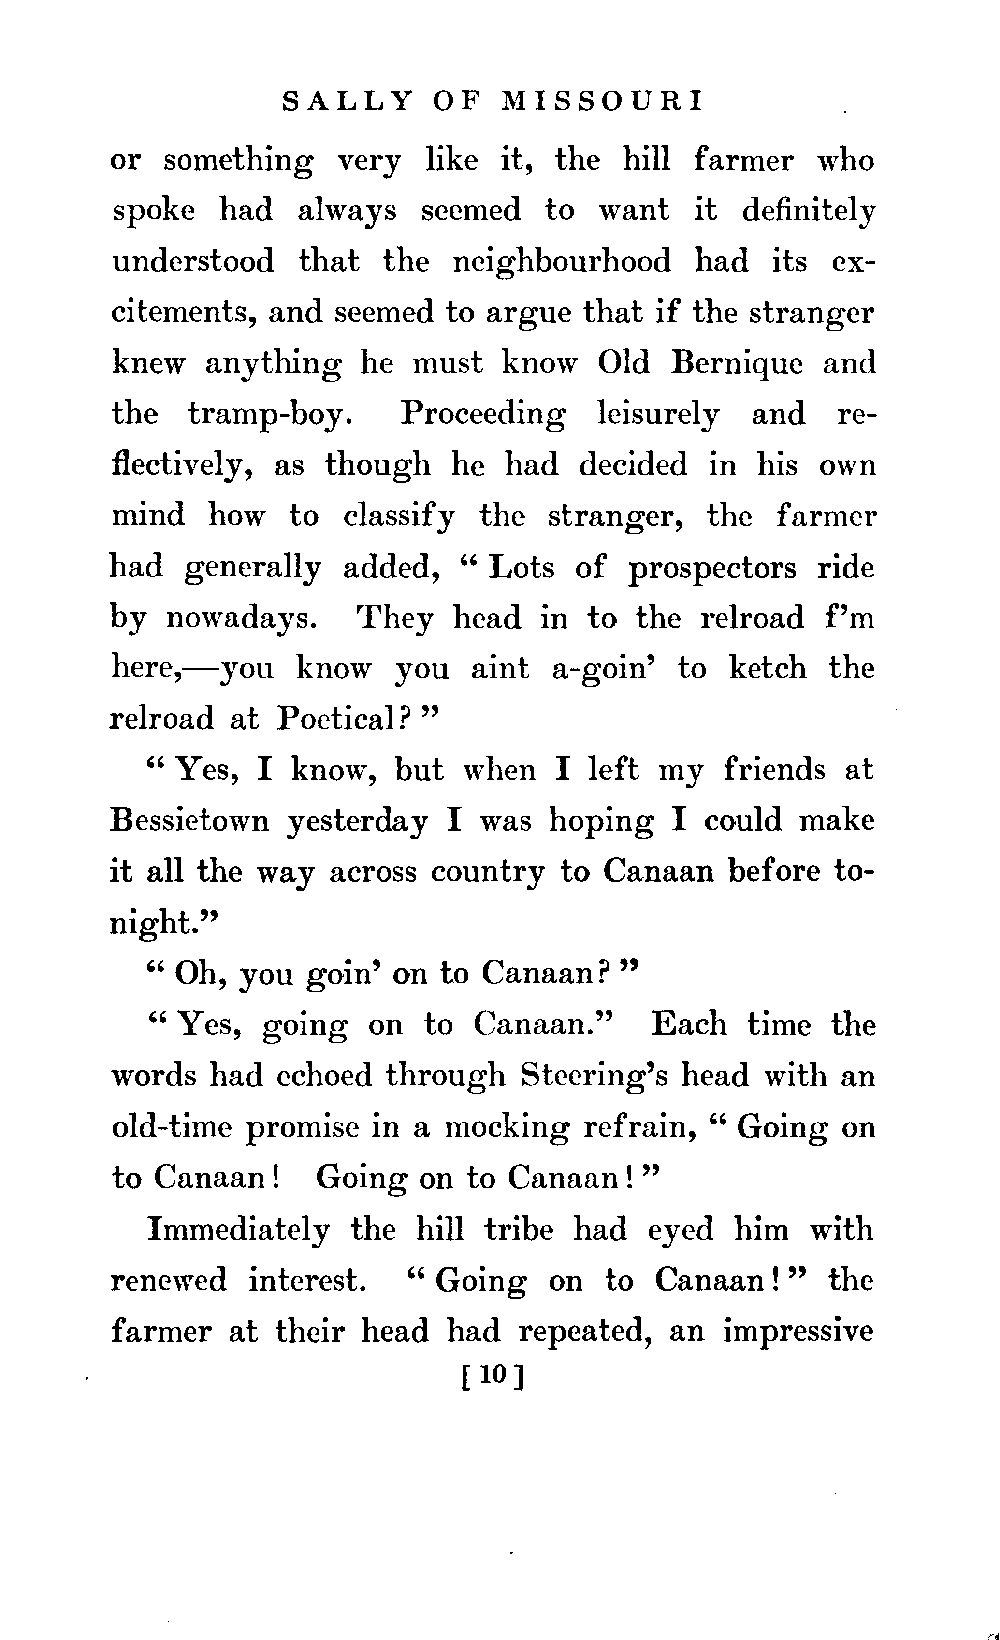 SALLY OF MISSOURI
or something very like it, the hill farmer who
spoke had always seemed to want it definitely
understood that the neighbourhood had its ex-
citements, and seemed to argue that if the stranger
knew anything he must know Old Bernique and
the tramp-boy. Proceeding leisurely and re-
flectively, as though he had decided in his own
mind how to classify the stranger, the farmer
had generally added, “ Lots of prospectors ride
by nowadays. They head in to the relroad f’m
here,—you know you aint a-goin’ to ketch the
relroad at Poetical? ”
“ Yes, I know, but when I left my friends at
Bessietown yesterday I was hoping I could make
it all the way across country to Canaan before to-
night.”
“ Oh, you goin’ on to Canaan? ”
“ Yes, going on to Canaan.” Each time the
words had echoed through Steering’s head with an
old-time promise in a mocking refrain, “ Going on
to Canaan! Going on to Canaan! ”
Immediately the hill tribe had eyed him with
renewed interest. “ Going on to Canaan! ” the
farmer at their head had repeated, an impressive
[ 10 ]